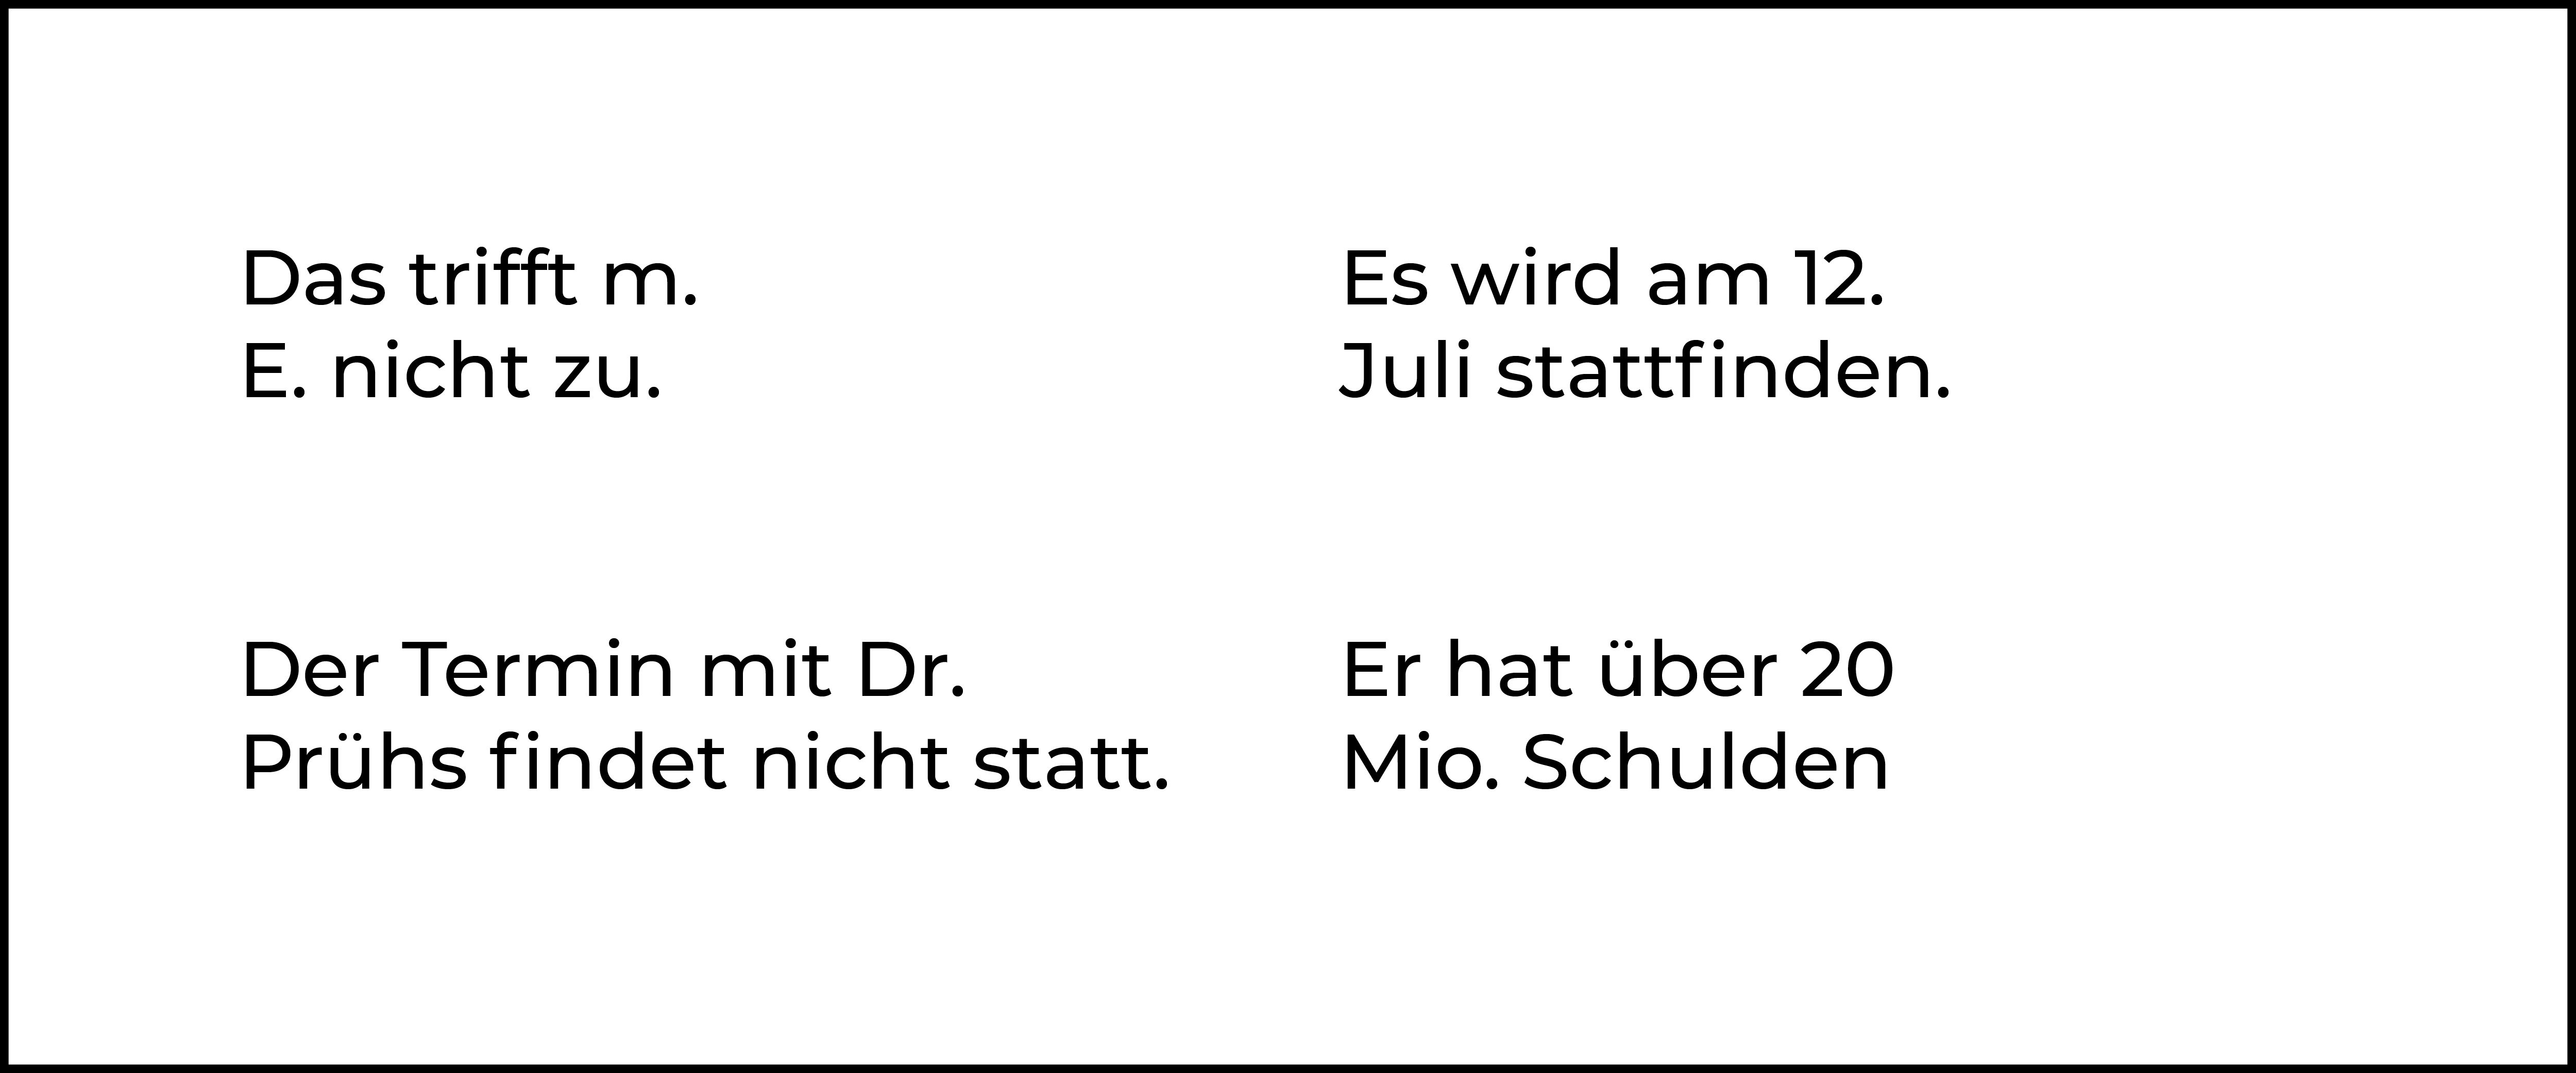 Das trifft m.
E. nicht zu.
Es wird am 12.
Juli stattfinden.
Der Termin mit Dr.
Prühs findet nicht statt.
Er hat über 20
Mio. Schulden